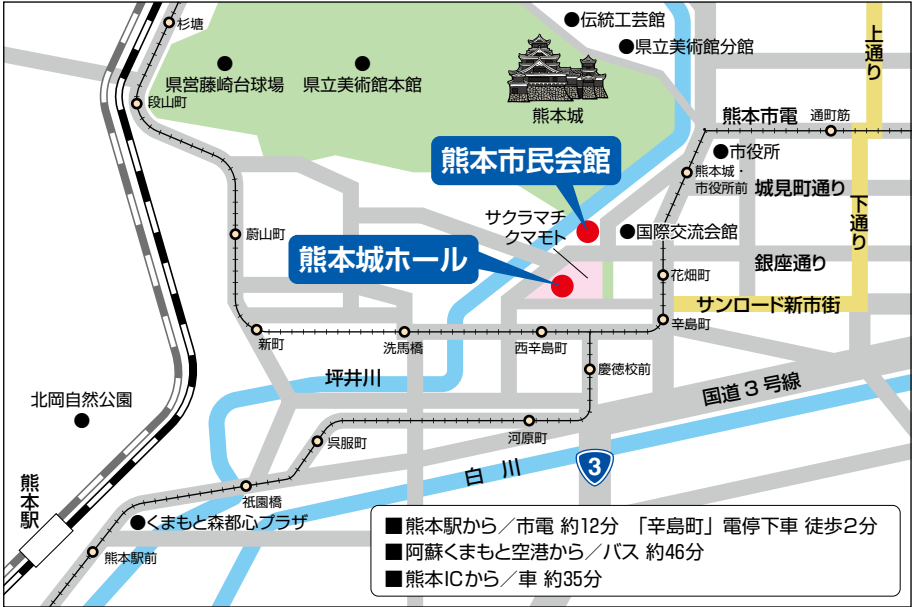 杉塘
伝統工芸館
県立美術館分館
上通り
県営藤崎台球場
県立美術館本館
段山町
熊本城
熊本市電
通町筋
市役所
熊本市民会館
熊本城・
市役所前
城見町通り
サクラマチ
クマモト
国際交流会館
下通り
蔚山町
熊本城ホール
銀座通り
花畑町
サンロード新市街
辛島町
新町
洗馬橋
西辛島町
坪井川
慶徳校前
国道3号線
北岡自然公園
呉服町
河原町
白川
3
熊本駅
祇園橋
くまもと森都心プラザ
熊本駅前
■熊本駅から／市電 約12分 「辛島町」電停下車 徒歩2分
■阿蘇くまもと空港から／バス 約46分
■熊本ICから／車 約35分